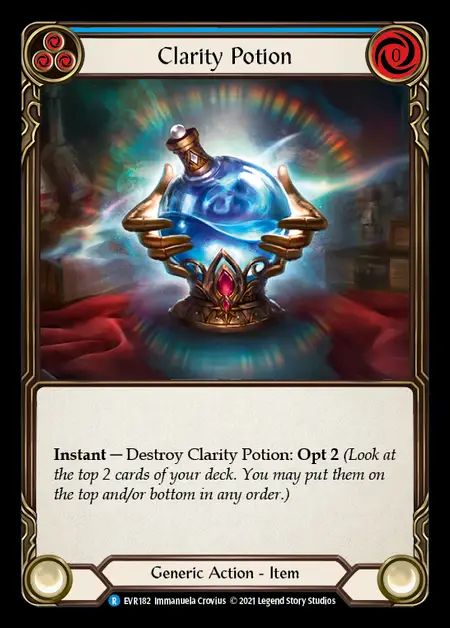 0
Clarity Potion
Instant — Destroy Clarity Potion: Opt 2 (Look at
the top 2 cards of your deck. You may put them on
the top and/or bottom in any order.)
Generic Action - Item
R EVR182 Immanuela Crovius © 2021 Legend Story Studios